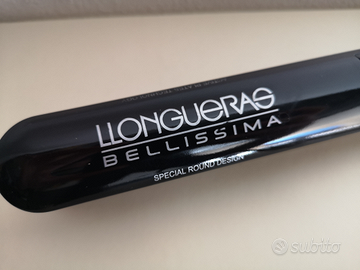 LLONGUERAS
BELLISSIMA
SPECIAL ROUND DESIGN
subito